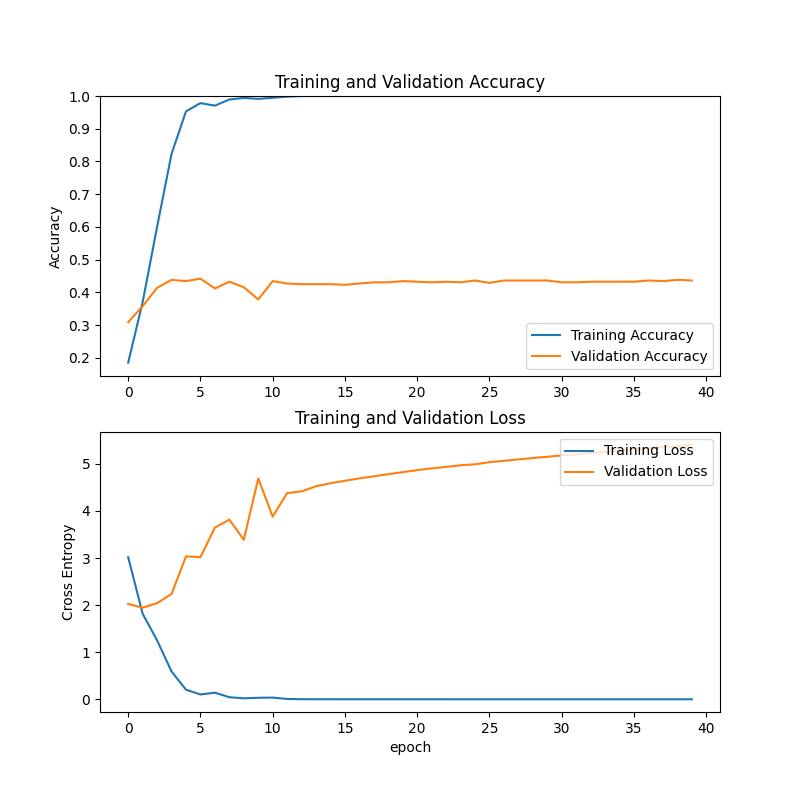 Training and Validation Accuracy
1.0
0.9
0.8
0.7
0.6
0.5
0.4
0.3
0.2
Accuracy
Training Accuracy
Validation Accuracy
0 5 10 15 20 25 30 35 40
Training and Validation Loss
5
4
3
2
1
0
Cross Entropy
Training Loss
Validation Loss
0 5 10 15 20 25 30 35 40
epoch